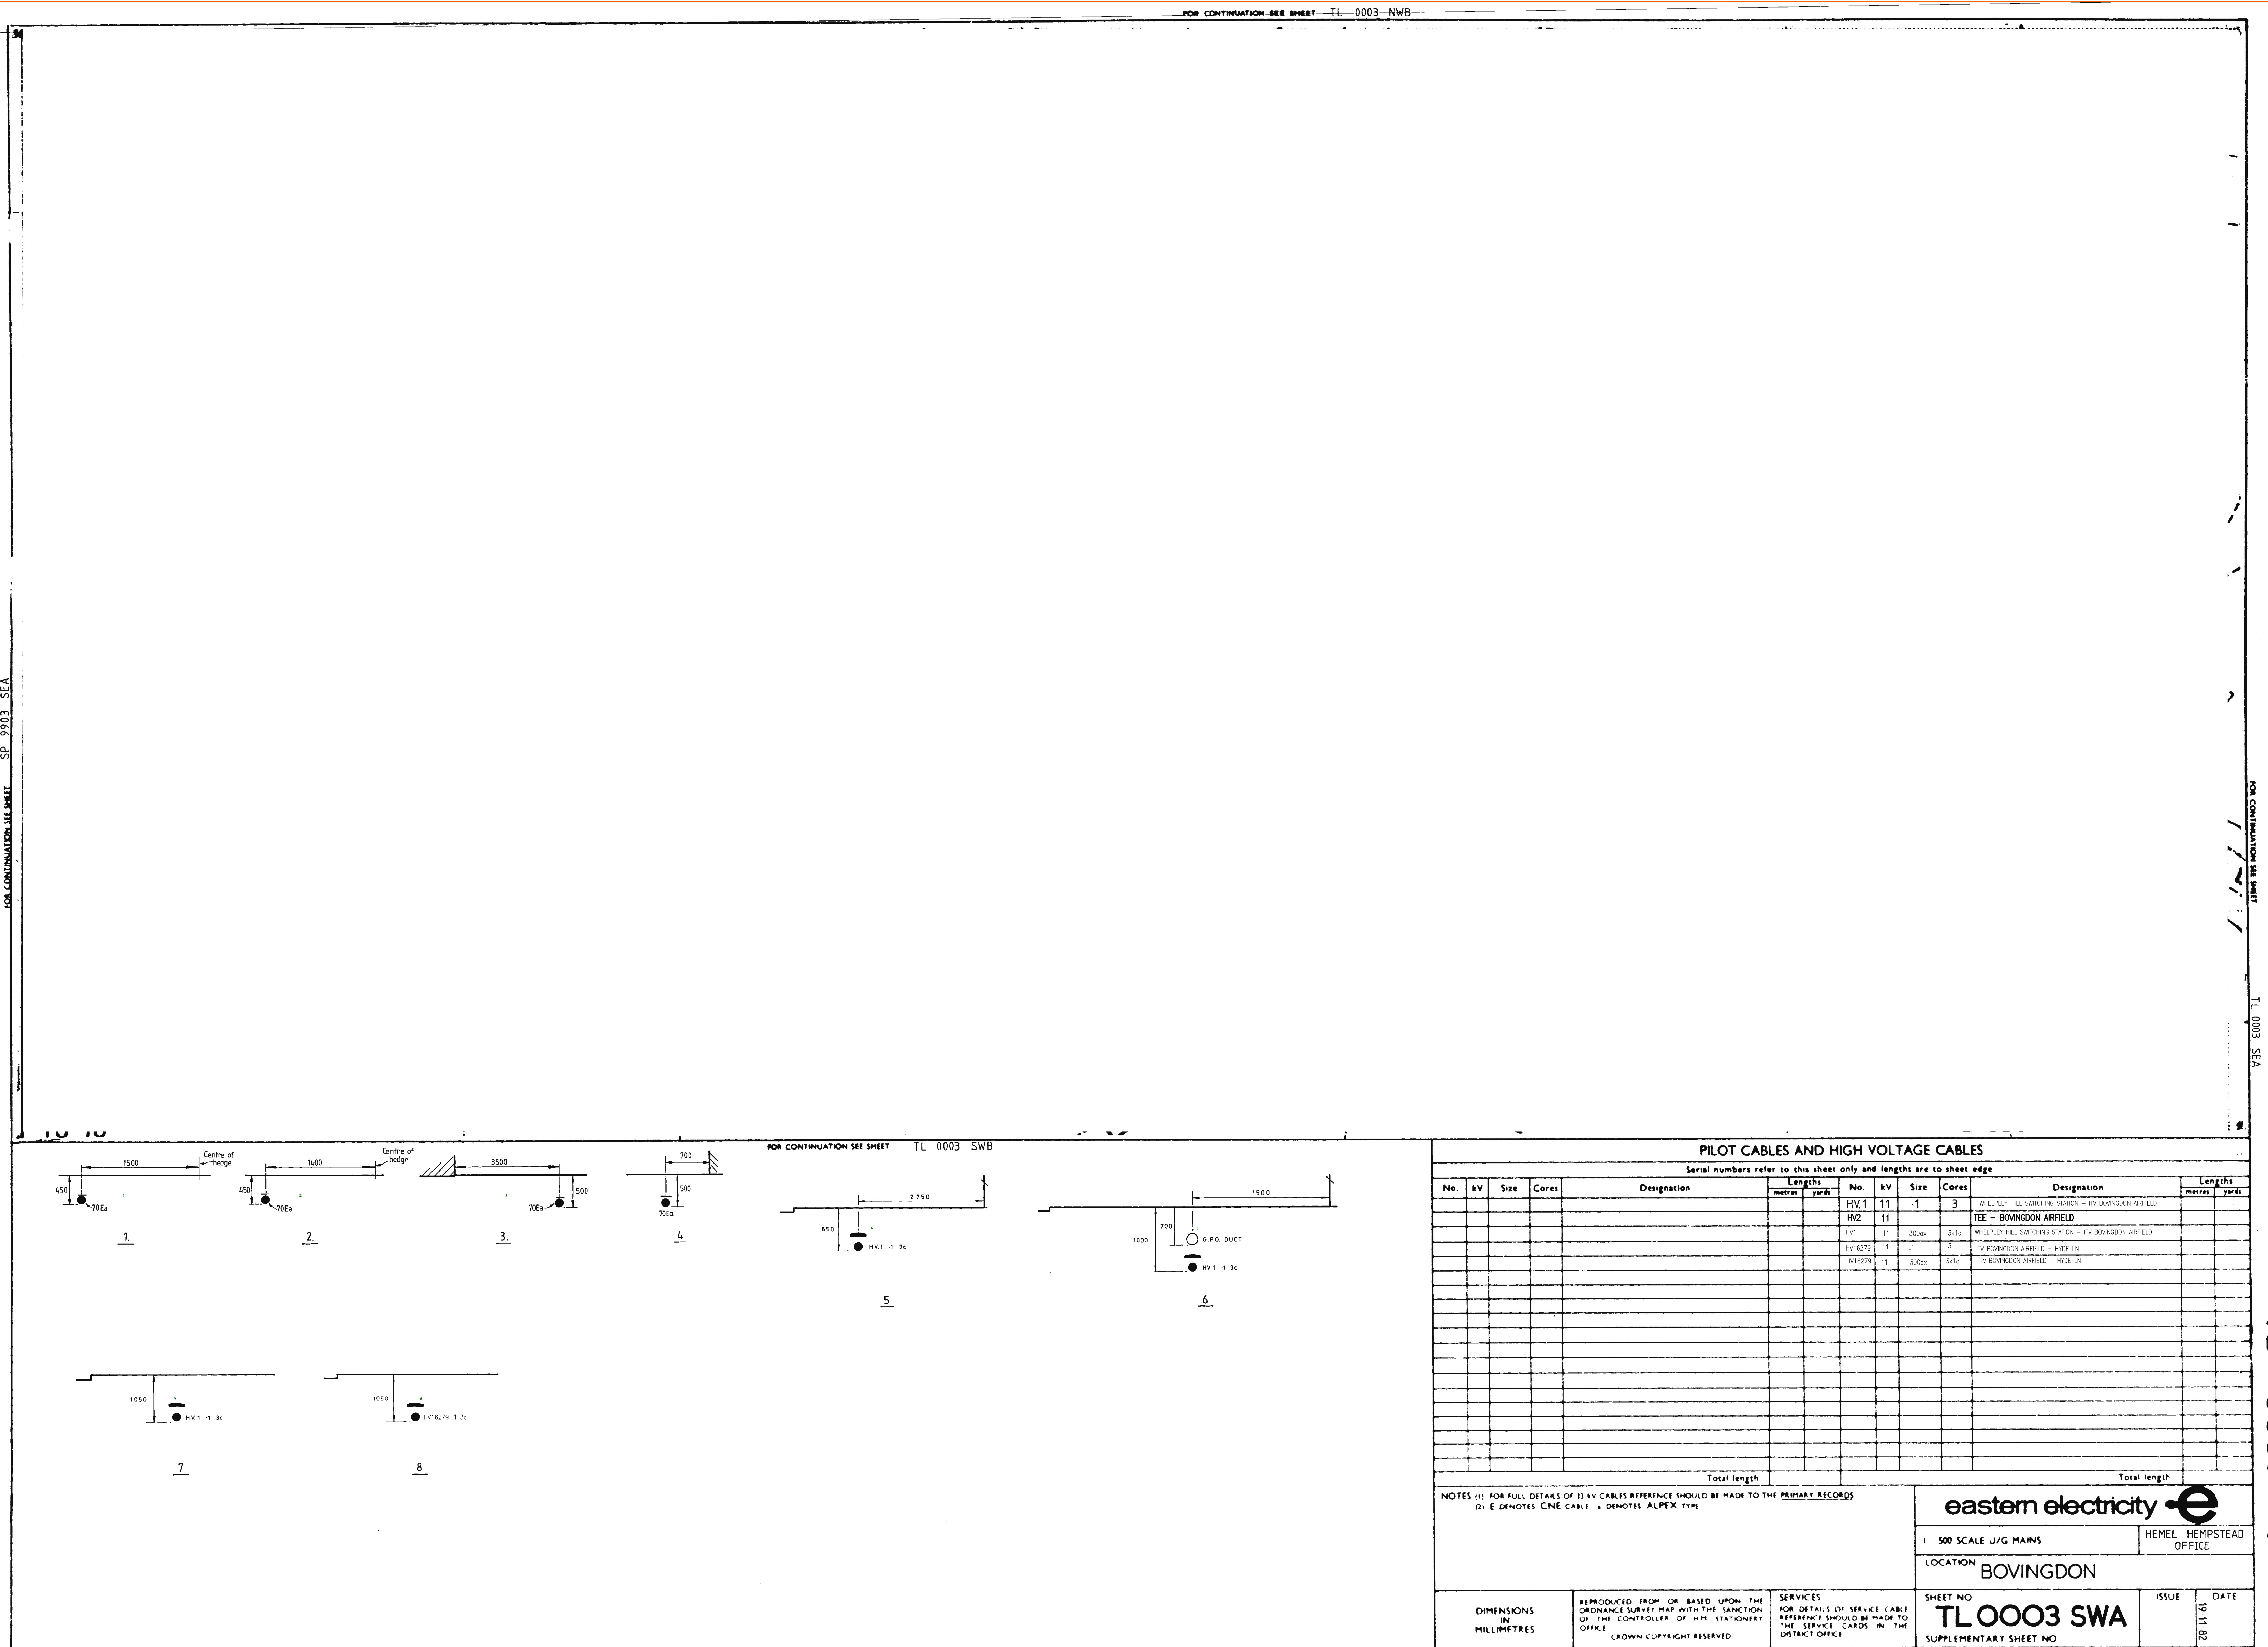 FOR CONTINUATION SEE SHEET TL 0003 NWB
FOR CONTINUATION SEE SHEET SP 9903 SEA
FOR CONTINUATION SEE SHEET TL 0003 SEA
FOR CONTINUATION SEE SHEET TL 0003 SWB
1500
Centre of
hedge
450
70Ea
1.
1400
Centre of
hedge
450
70Ea
2.
3500
500
70Ea
3.
700
500
70Ea
4
2750
650
HV.1 ·1 3c
5
1500
700
1000
G.P.O. DUCT
HV.1 ·1 3c
6
1050
HV.1 ·1 3c
7
1050
HV16279 .1 3c
8
PILOT CABLES AND HIGH VOLTAGE CABLES
Serial numbers refer to this sheet only and lengths are to sheet edge
No. kV Size Cores Designation Lengths metres yards No. kV Size Cores Designation Lengths metres yards
HV.1 11 ·1 3 WHELPLEY HILL SWITCHING STATION – ITV BOVINGDON AIRFIELD
HV2 11 TEE – BOVINGDON AIRFIELD
HV1 11 300ax 3x1c WHELPLEY HILL SWITCHING STATION – ITV BOVINGDON AIRFIELD
HV16279 11 .1 3 ITV BOVINGDON AIRFIELD – HYDE LN
HV16279 11 300ax 3x1c ITV BOVINGDON AIRFIELD – HYDE LN
Total length Total length
NOTES (1) FOR FULL DETAILS OF 33 kV CABLES REFERENCE SHOULD BE MADE TO THE PRIMARY RECORDS
(2) E DENOTES CNE CABLE a DENOTES ALPEX TYPE
eastern electricity e
1 500 SCALE U/G MAINS
HEMEL HEMPSTEAD
OFFICE
LOCATION BOVINGDON
DIMENSIONS
IN
MILLIMETRES
REPRODUCED FROM OR BASED UPON THE
ORDNANCE SURVEY MAP WITH THE SANCTION
OF THE CONTROLLER OF H M STATIONERY
OFFICE
CROWN COPYRIGHT RESERVED
SERVICES
FOR DETAILS OF SERVICE CABLE
REFERENCE SHOULD BE MADE TO
THE SERVICE CARDS IN THE
DISTRICT OFFICE
SHEET NO
TL 0003 SWA
SUPPLEMENTARY SHEET NO
ISSUE
DATE
19·11·82